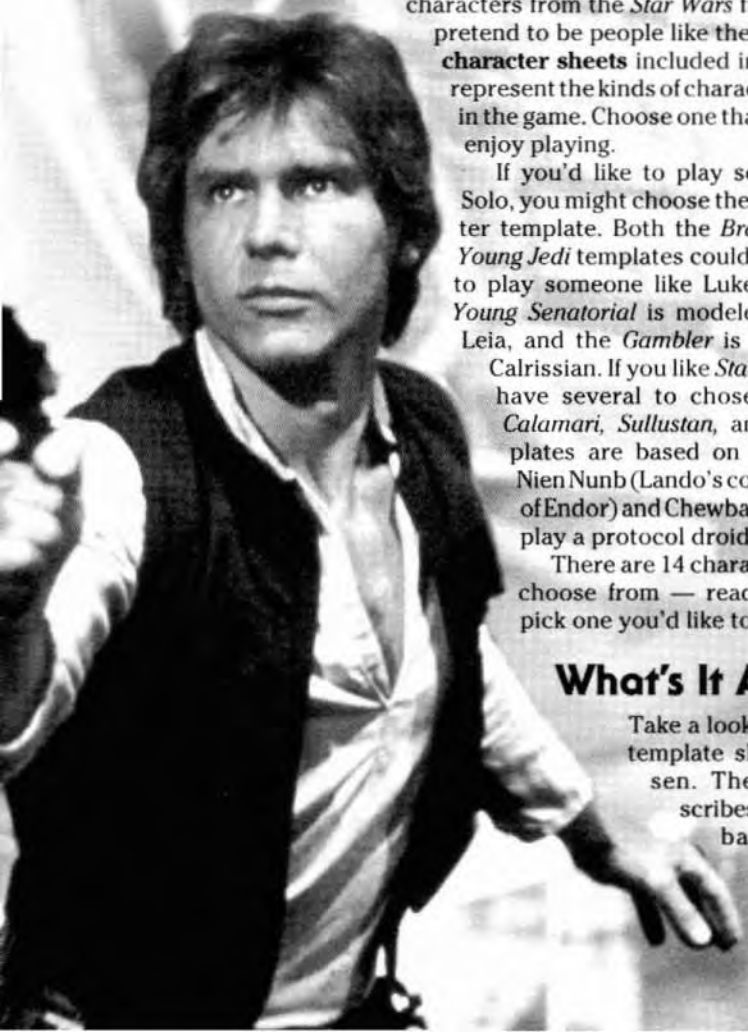 characters from the Star Wars
pretend to be people like the
character sheets included
represent the kinds of charac
in the game. Choose one tha
enjoy playing.
If you'd like to play s
Solo, you might choose the
ter template. Both the Br
Young Jedi templates could
to play someone like Luke
Young Senatorial is modele
Leia, and the Gambler is
Calrissian. If you like Sta
have several to chose
Calamari, Sullustan, a
plates are based on
Nien Nunb (Lando's co
of Endor) and Chewba
play a protocol droid
There are 14 chara
choose from — read
pick one you'd like to
What's It A
Take a look
template s
sen. The
scribes
ba